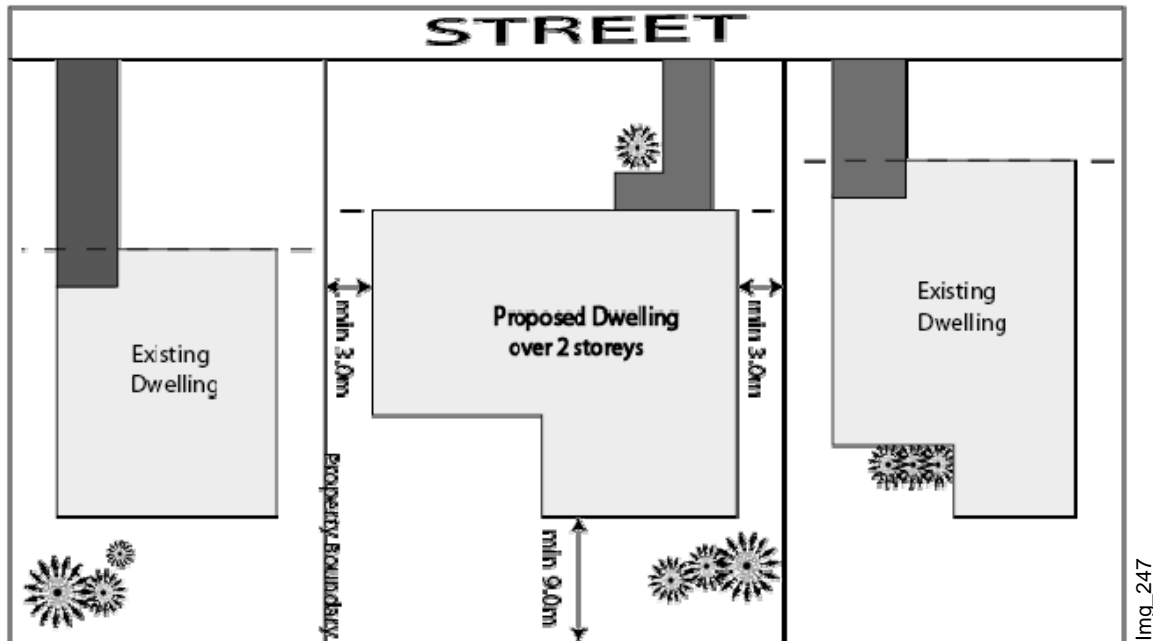 STREET
Existing
Dwelling
min 3.0m
Property Boundary
Proposed Dwelling
over 2 storeys
min 3.0m
min 9.0m
Existing
Dwelling
Img_247